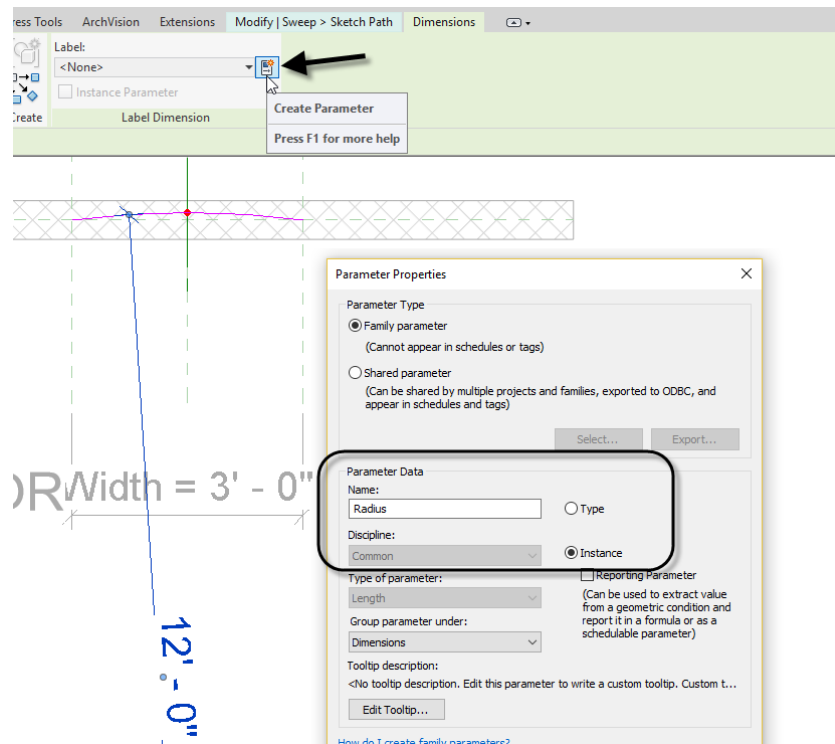 ress Tools ArchVision Extensions Modify | Sweep > Sketch Path Dimensions
Label:
<None>
Instance Parameter
Create
Label Dimension
Create Parameter
Press F1 for more help
Parameter Properties
Parameter Type
Family parameter
(Cannot appear in schedules or tags)
Shared parameter
(Can be shared by multiple projects and families, exported to ODBC, and
appear in schedules and tags)
Select... Export...
Parameter Data
Name:
Radius
Type
Discipline:
Common
Instance
Type of parameter:
Reporting Parameter
Length
(Can be used to extract value
from a geometric condition and
report it in a formula or as a
schedulable parameter)
Group parameter under:
Dimensions
Tooltip description:
<No tooltip description. Edit this parameter to write a custom tooltip. Custom t...
Edit Tooltip...
How do I create family parameters?
OR
Width = 3' - 0"
12' - 0"